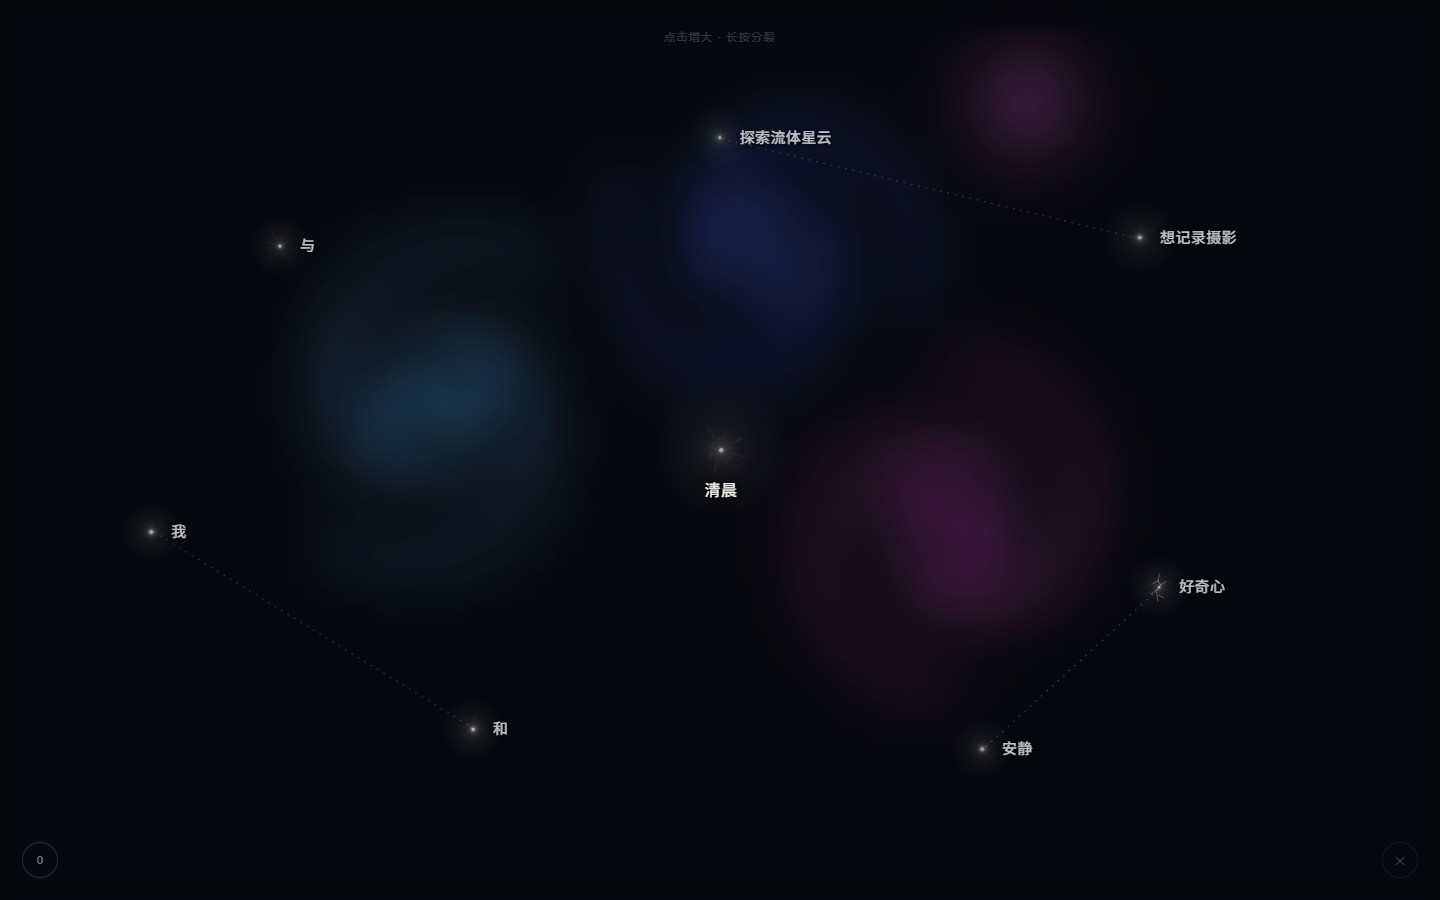 点击增大 · 长按分裂
探索流体星云
想记录摄影
与
清晨
我
好奇心
和
安静
0